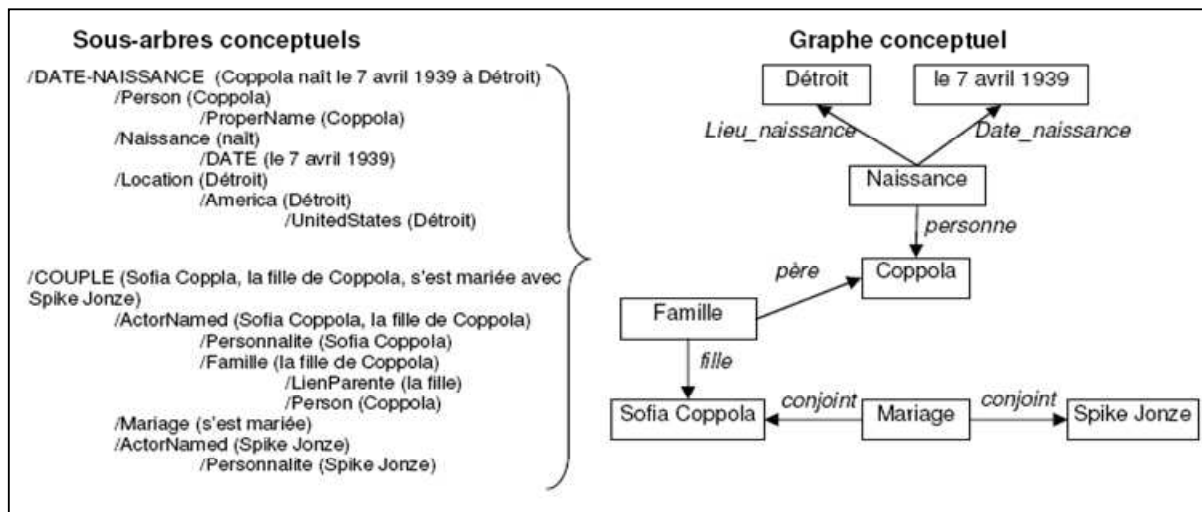 Sous-arbres conceptuels
/DATE-NAISSANCE (Coppola naît le 7 avril 1939 à Détroit)
/Person (Coppola)
/ProperName (Coppola)
/Naissance (naît)
/DATE (le 7 avril 1939)
/Location (Détroit)
/America (Détroit)
/UnitedStates (Détroit)
/COUPLE (Sofia Coppla, la fille de Coppola, s'est mariée avec
Spike Jonze)
/ActorNamed (Sofia Coppola, la fille de Coppola)
/Personnalite (Sofia Coppola)
/Famille (la fille de Coppola)
/LienParente (la fille)
/Person (Coppola)
/Mariage (s'est mariée)
/ActorNamed (Spike Jonze)
/Personnalite (Spike Jonze)
Graphe conceptuel
Détroit
le 7 avril 1939
Lieu_naissance
Date_naissance
Naissance
personne
père
Coppola
Famille
fille
Sofia Coppola
conjoint
Mariage
conjoint
Spike Jonze